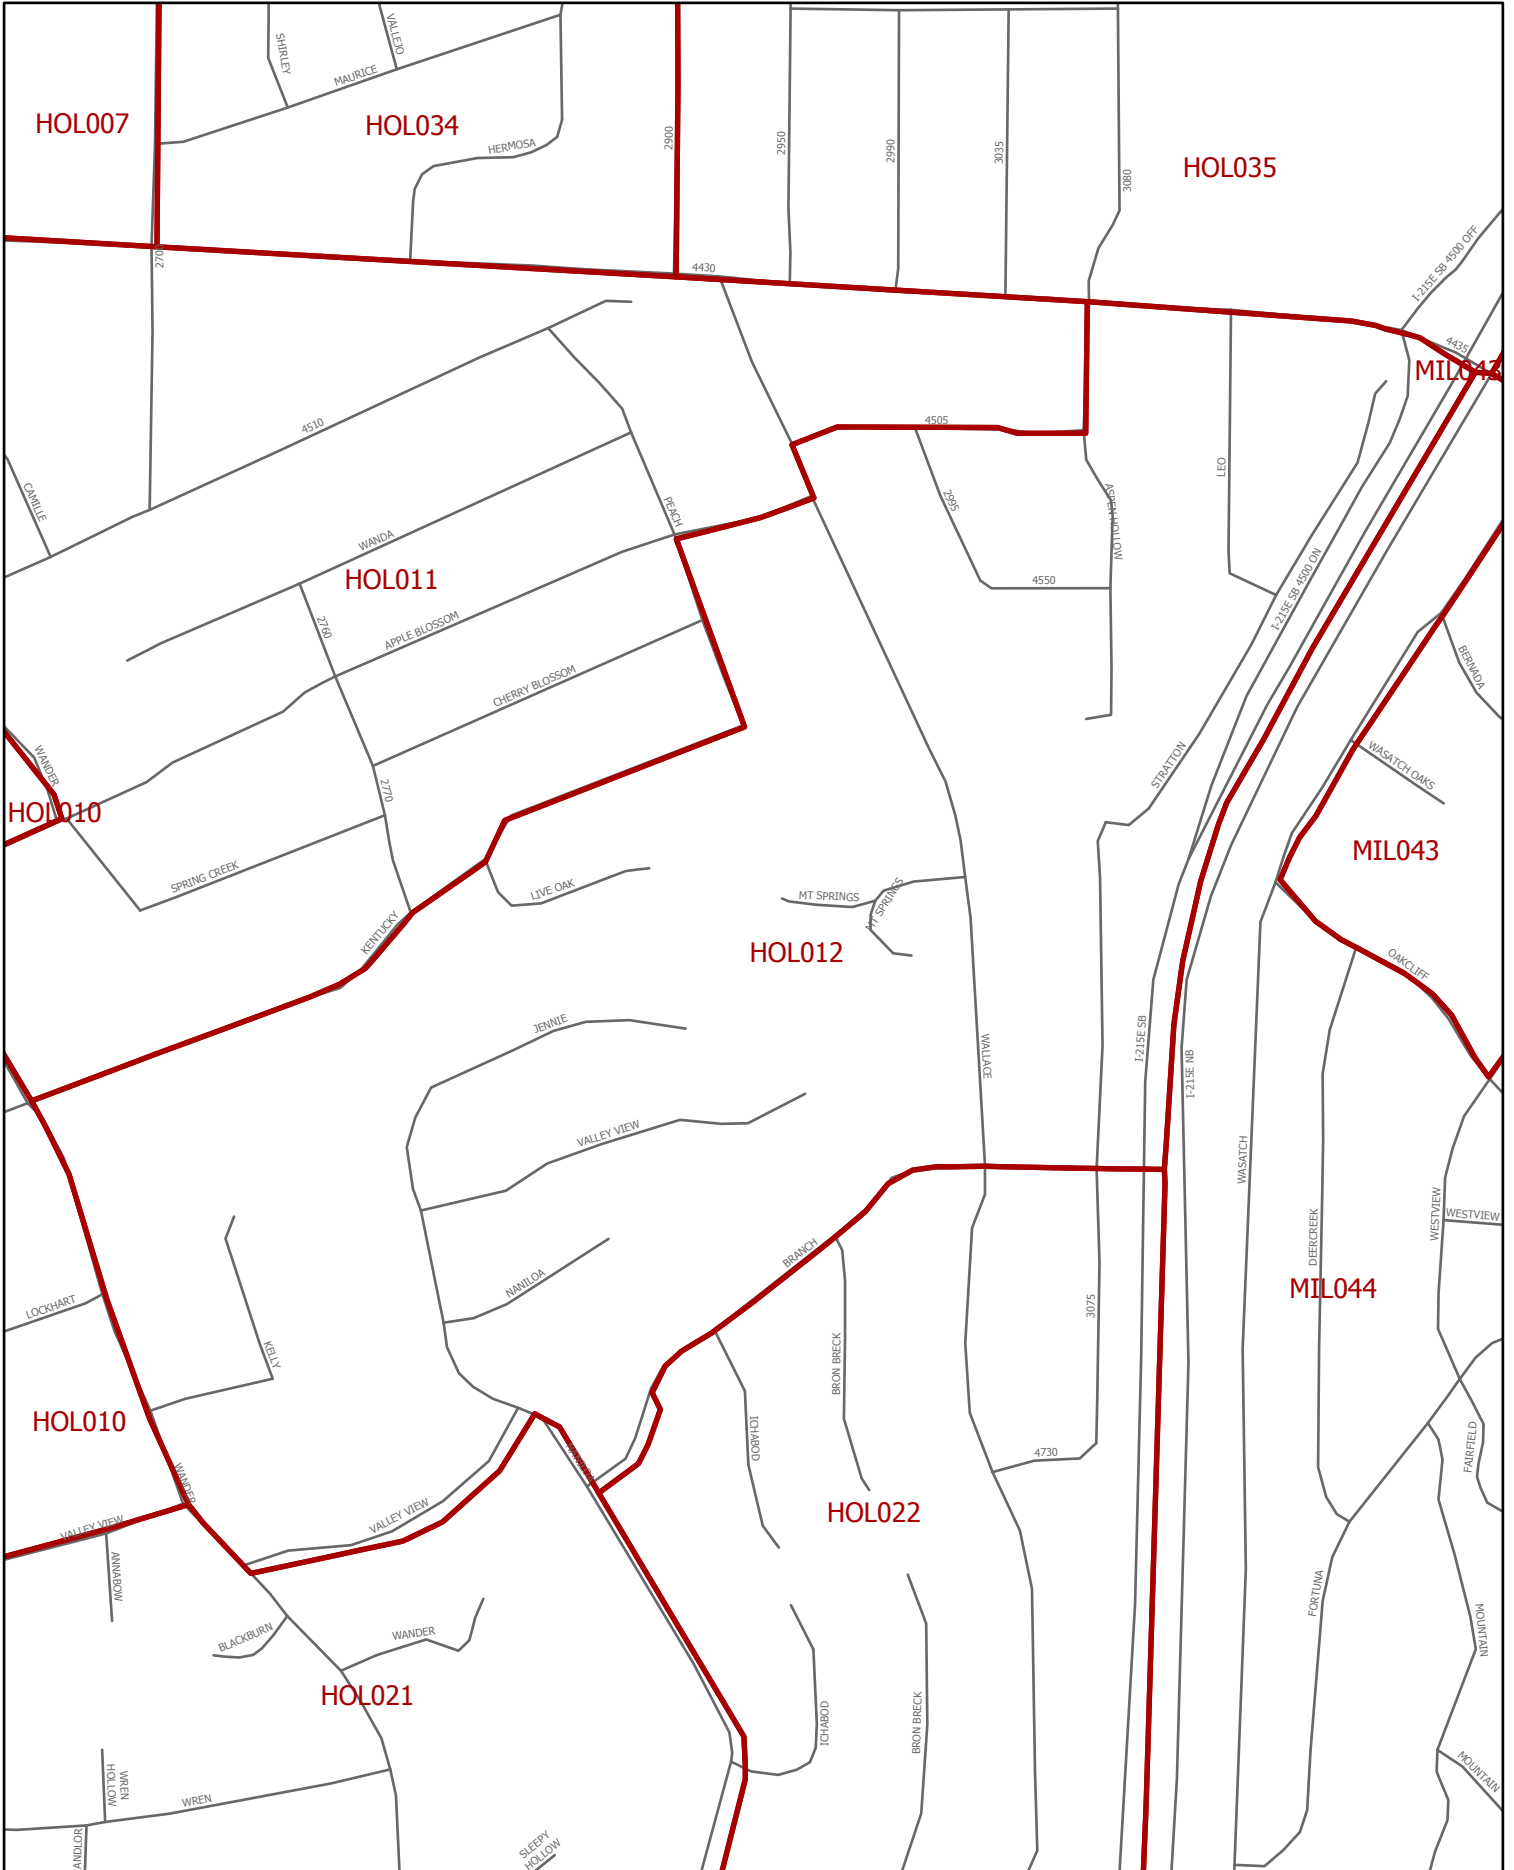 SHIRLEY
VALLEJO
MAURICE
HOL007
HOL034
HERMOSA
2900
2950
2990
3035
3080
HOL035
I-215E SB 4500 OFF
4430
4435
MIL043
4510
4505
CAMILLE
LEO
PEACH
2995
ASPEN HOLLOW
WANDA
HOL011
4550
I-215E SB 4500 ON
2760
APPLE BLOSSOM
CHERRY BLOSSOM
BERNADA
WANDER
HOL010
2770
STRATTON
WASATCH OAKS
MIL043
SPRING CREEK
LIVE OAK
MT SPRINGS
MT SPRINGS
KENTUCKY
HOL012
OAKCLIFF
JENNIE
WALLACE
I-215E SB
I-215E NB
VALLEY VIEW
WASATCH
WESTVIEW
WESTVIEW
DEERCREEK
BRANCH
NANILOA
MIL044
LOCKHART
3075
KELLY
BRON BRECK
HOL010
ICHABOD
FAIRFIELD
4730
WANDER
VALLEY VIEW
VALLEY VIEW
HOL022
ANNABOW
FORTUNA
BLACKBURN
WANDER
MOUNTAIN
HOL021
ICHABOD
BRON BRECK
WREN
HOLLOW
WREN
MOUNTAIN
ANDLOR
SLEEPY
HOLLOW